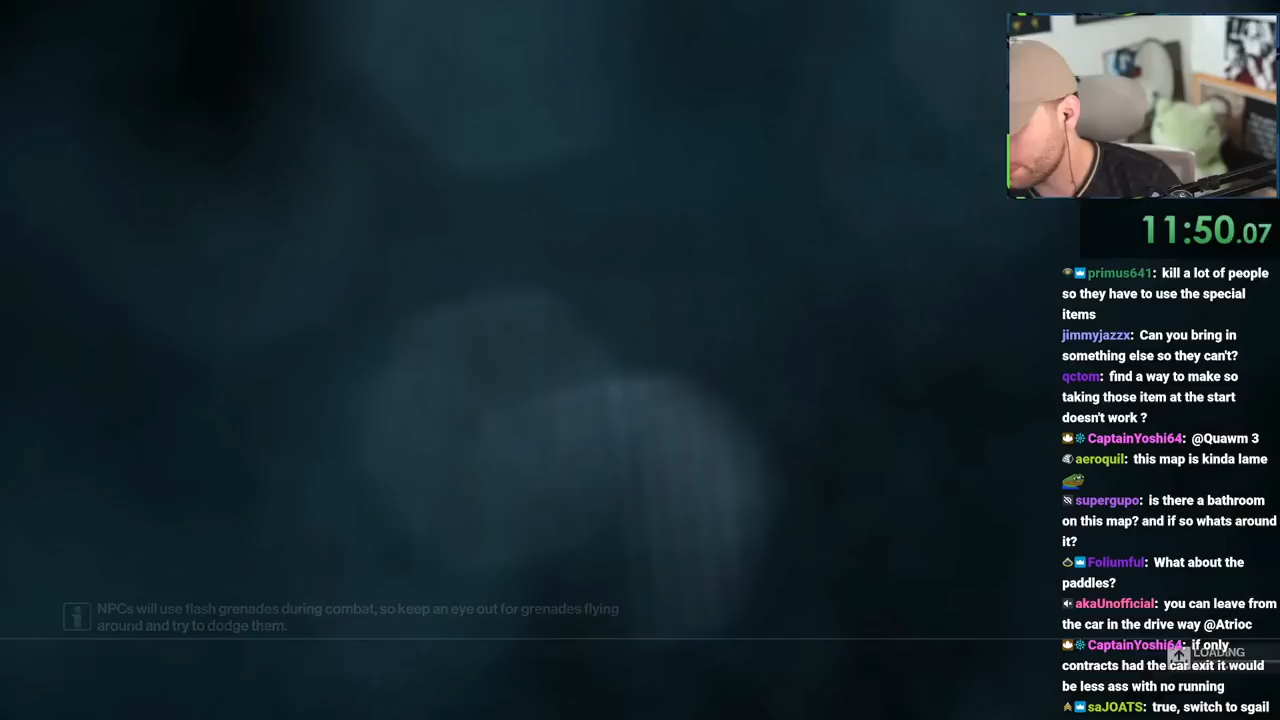 11:50.07
primus641: kill a lot of people
so they have to use the special
items
jimmyjazzx: Can you bring in
something else so they can't?
qctom: find a way to make so
taking those item at the start
doesn't work ?
CaptainYoshi64: @Quawm 3
aeroquil: this map is kinda lame
supergupo: is there a bathroom
on this map? and if so whats around
it?
Foliumful: What about the
paddles?
akaUnofficial: you can leave from
the car in the drive way @Atrioc
CaptainYoshi64: if only
contracts had the car exit it would
be less ass with no running
saJOATS: true, switch to sgail
NPCs will use flash grenades during combat, so keep an eye out for grenades flying
around and try to dodge them.
LOADING